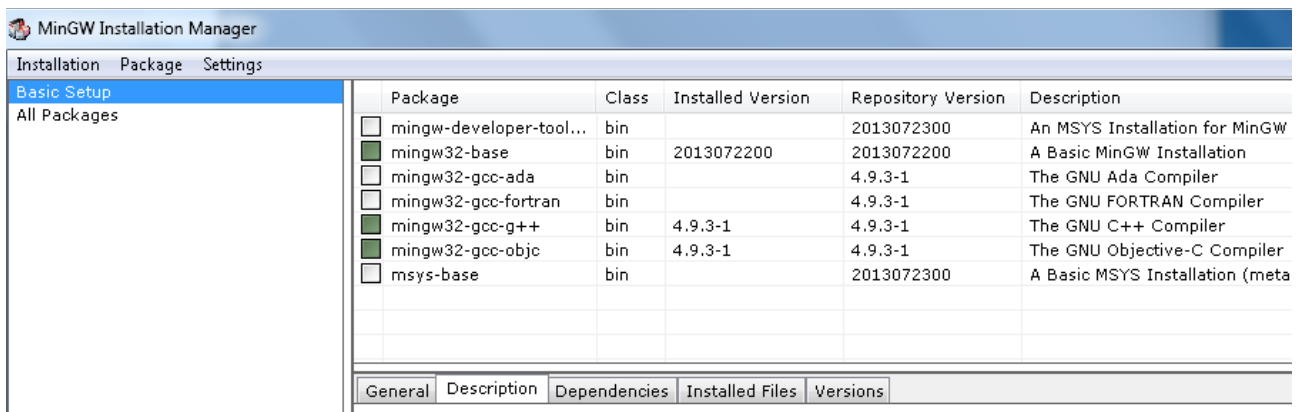 MinGW Installation Manager
Installation Package Settings
Basic Setup
All Packages
Package Class Installed Version Repository Version Description
mingw-developer-tool... bin 2013072300 An MSYS Installation for MinGW
mingw32-base bin 2013072200 2013072200 A Basic MinGW Installation
mingw32-gcc-ada bin 4.9.3-1 The GNU Ada Compiler
mingw32-gcc-fortran bin 4.9.3-1 The GNU FORTRAN Compiler
mingw32-gcc-g++ bin 4.9.3-1 4.9.3-1 The GNU C++ Compiler
mingw32-gcc-objc bin 4.9.3-1 4.9.3-1 The GNU Objective-C Compiler
msys-base bin 2013072300 A Basic MSYS Installation (meta
General Description Dependencies Installed Files Versions